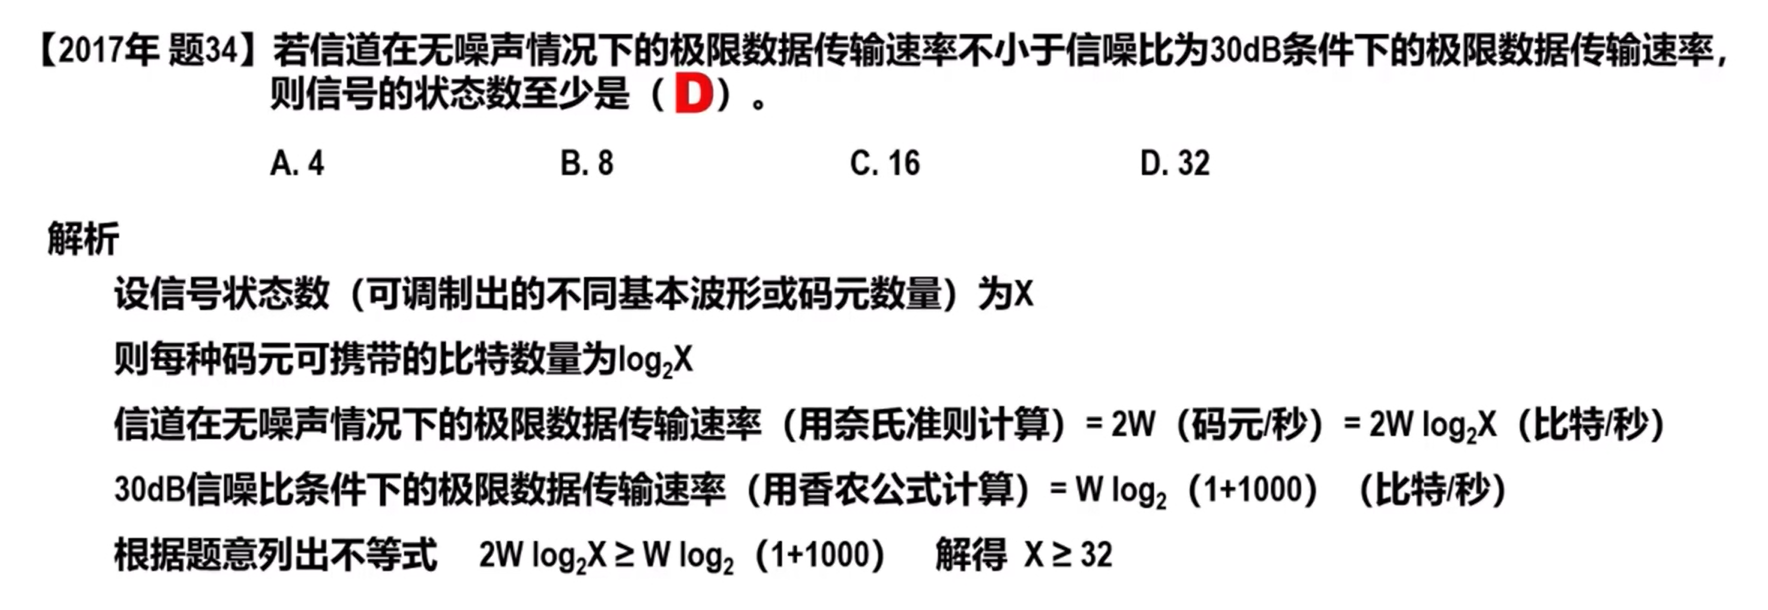 【2017年 题34】若信道在无噪声情况下的极限数据传输速率不小于信噪比为30dB条件下的极限数据传输速率，
则信号的状态数至少是（D）。
A. 4 B. 8 C. 16 D. 32
解析
设信号状态数（可调制出的不同基本波形或码元数量）为X
则每种码元可携带的比特数量为log₂X
信道在无噪声情况下的极限数据传输速率（用奈氏准则计算）= 2W（码元/秒）= 2W log₂X（比特/秒）
30dB信噪比条件下的极限数据传输速率（用香农公式计算）= W log₂（1+1000）（比特/秒）
根据题意列出不等式 2W log₂X ≥ W log₂（1+1000） 解得 X ≥ 32